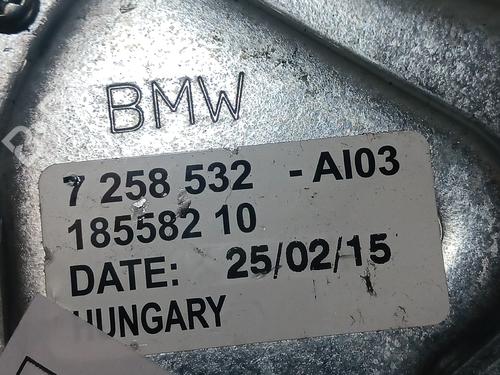 BMW
7 258 532 - AI03
185582 10
DATE: 25/02/15
HUNGARY